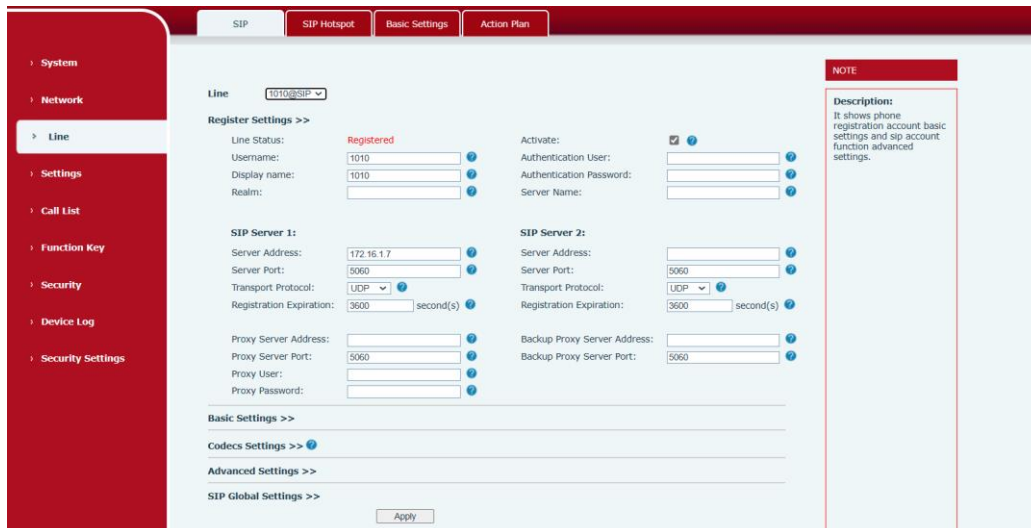 SIP SIP Hotspot Basic Settings Action Plan
› System
› Network
› Line
› Settings
› Call List
› Function Key
› Security
› Device Log
› Security Settings
Line 1010@SIP
Register Settings >>
Line Status: Registered Activate:
Username: 1010 Authentication User:
Display name: 1010 Authentication Password:
Realm: Server Name:
SIP Server 1: SIP Server 2:
Server Address: 172.16.1.7 Server Address:
Server Port: 5060 Server Port: 5060
Transport Protocol: UDP Transport Protocol: UDP
Registration Expiration: 3600 second(s) Registration Expiration: 3600 second(s)
Proxy Server Address: Backup Proxy Server Address:
Proxy Server Port: 5060 Backup Proxy Server Port: 5060
Proxy User:
Proxy Password:
Basic Settings >>
Codecs Settings >>
Advanced Settings >>
SIP Global Settings >>
Apply
NOTE
Description:
It shows phone
registration account basic
settings and sip account
function advanced
settings.